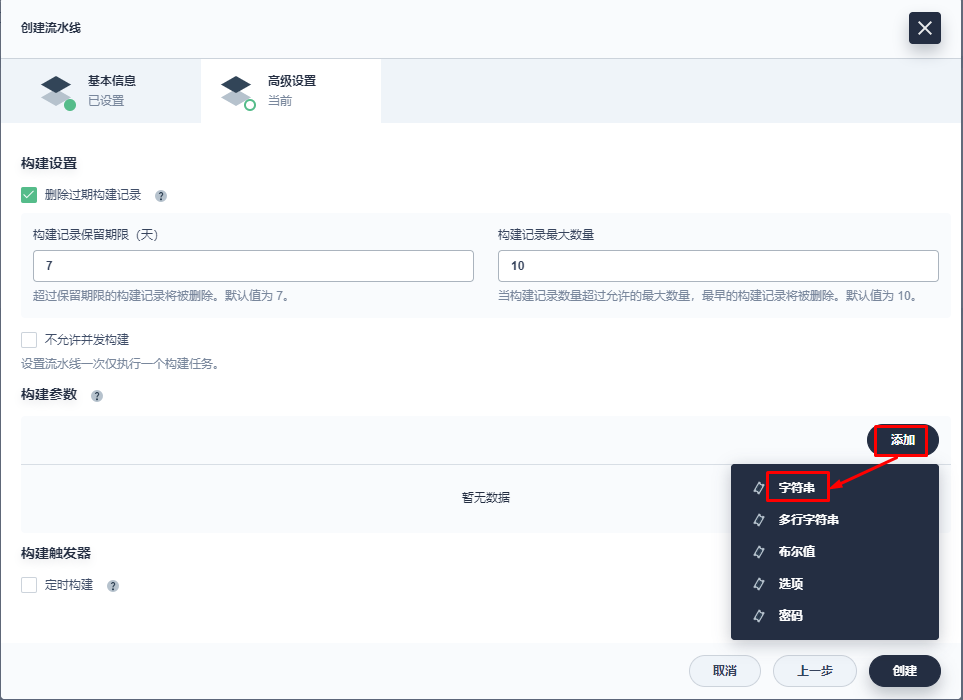 创建流水线
基本信息
已设置
高级设置
当前
构建设置
删除过期构建记录 ?
构建记录保留期限（天）
7
超过保留期限的构建记录将被删除。默认值为 7。
构建记录最大数量
10
当构建记录数量超过允许的最大数量，最早的构建记录将被删除。默认值为 10。
不允许并发构建
设置流水线一次仅执行一个构建任务。
构建参数 ?
添加
暂无数据
字符串
多行字符串
布尔值
选项
密码
构建触发器
定时构建 ?
取消
上一步
创建